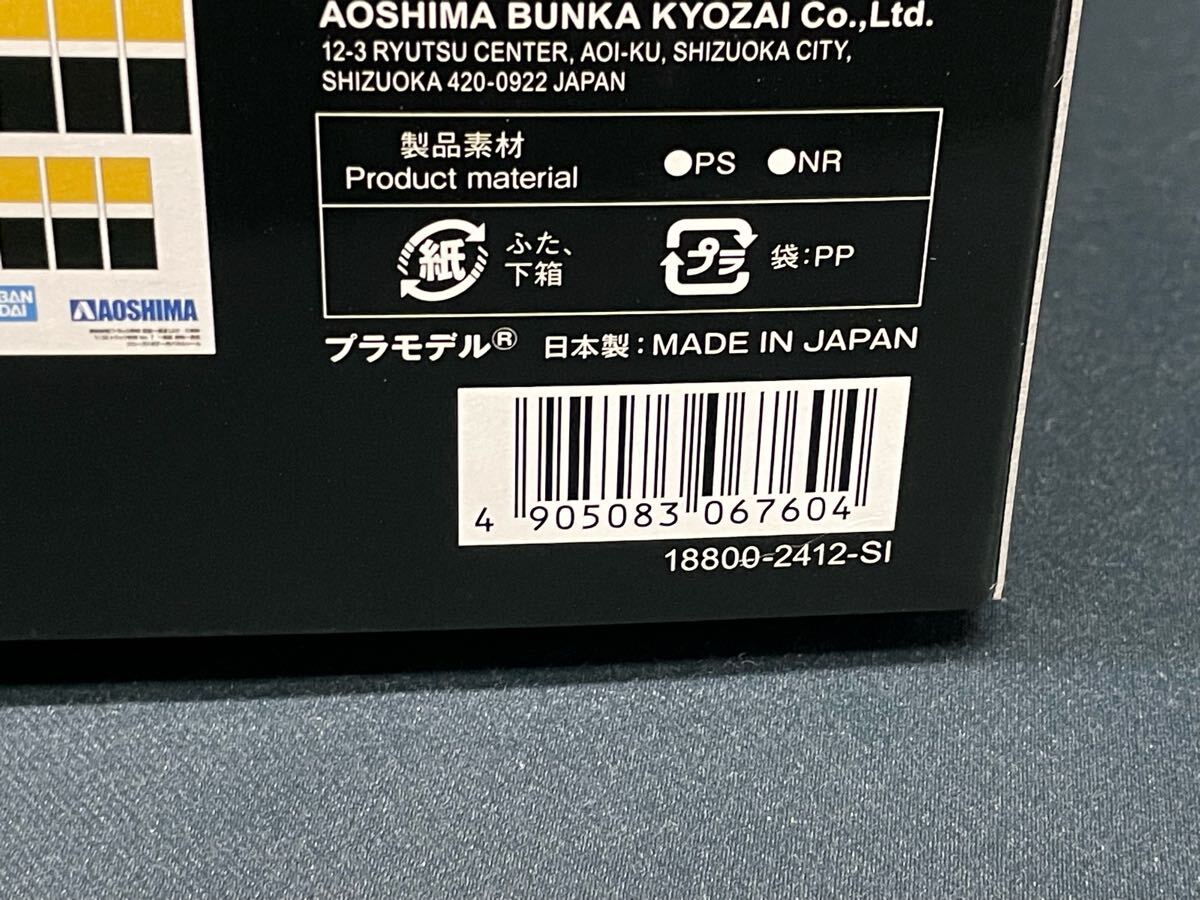 AOSHIMA BUNKA KYOZAI Co.,Ltd.
12-3 RYUTSU CENTER, AOI-KU, SHIZUOKA CITY,
SHIZUOKA 420-0922 JAPAN
製品素材
Product material
●PS ●NR
紙
ふた、
下箱
プラ
袋:PP
プラモデル® 日本製:MADE IN JAPAN
4 905083 067604
18800-2412-SI
BAN
DAI
AOSHIMA